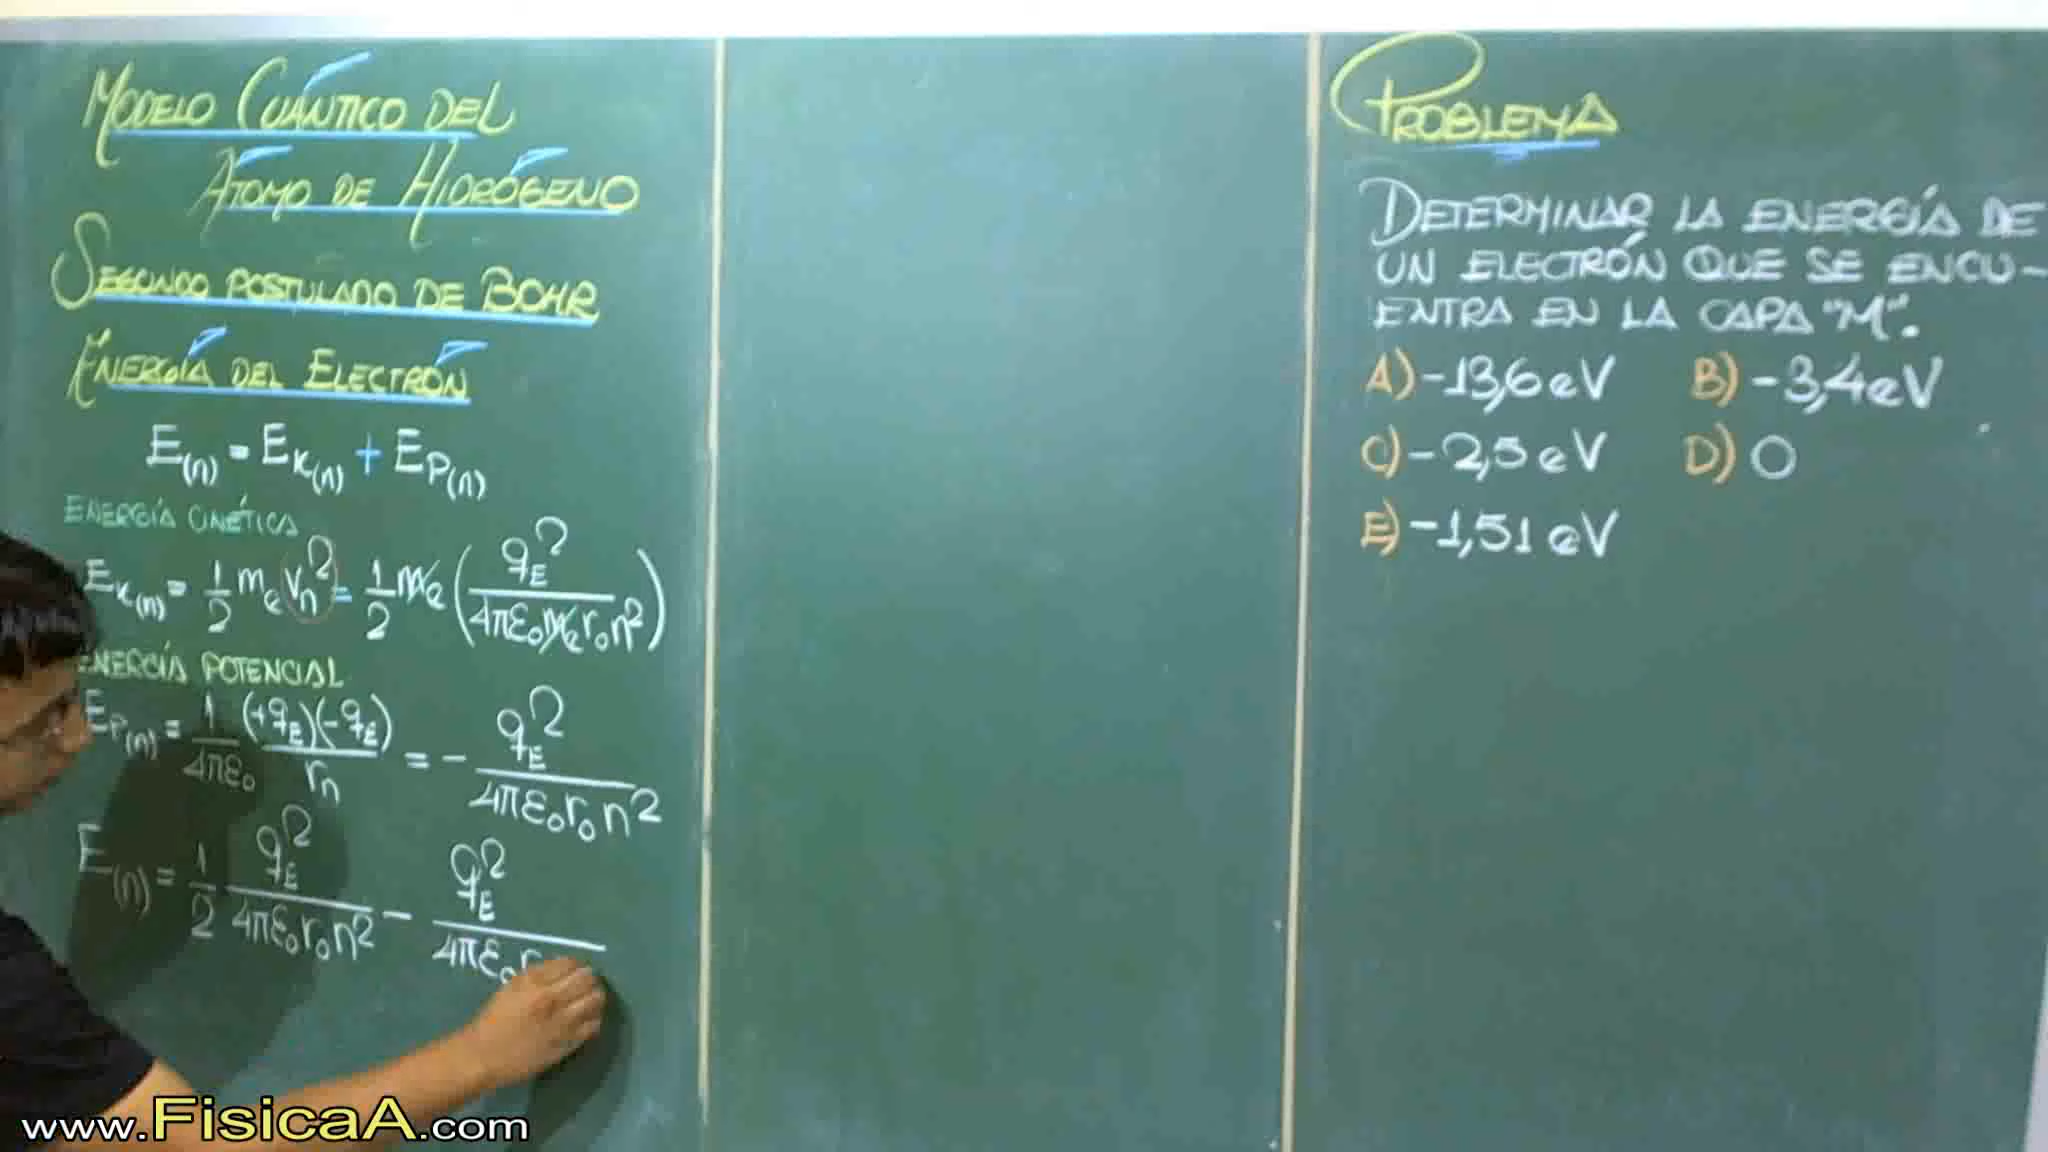 MODELO CUÁNTICO DEL
ÁTOMO DE HIDRÓGENO
SEGUNDO POSTULADO DE BOHR
ENERGÍA DEL ELECTRÓN
E(n) = EK(n) + EP(n)
ENERGÍA CINÉTICA
EK(n) = 1/2 me vn² = 1/2 me (qE² / 4πε₀ me r₀ n²)
ENERGÍA POTENCIAL
EP(n) = 1/4πε₀ (+qE)(-qE)/rn = - qE² / 4πε₀ r₀ n²
E(n) = 1/2 qE² / 4πε₀ r₀ n² - qE² / 4πε₀ r
PROBLEMA
DETERMINAR LA ENERGÍA DE
UN ELECTRÓN QUE SE ENCU-
ENTRA EN LA CAPA "M".
A) -13,6 eV B) -3,4 eV
C) -2,5 eV D) 0
E) -1,51 eV
www.FisicaA.com